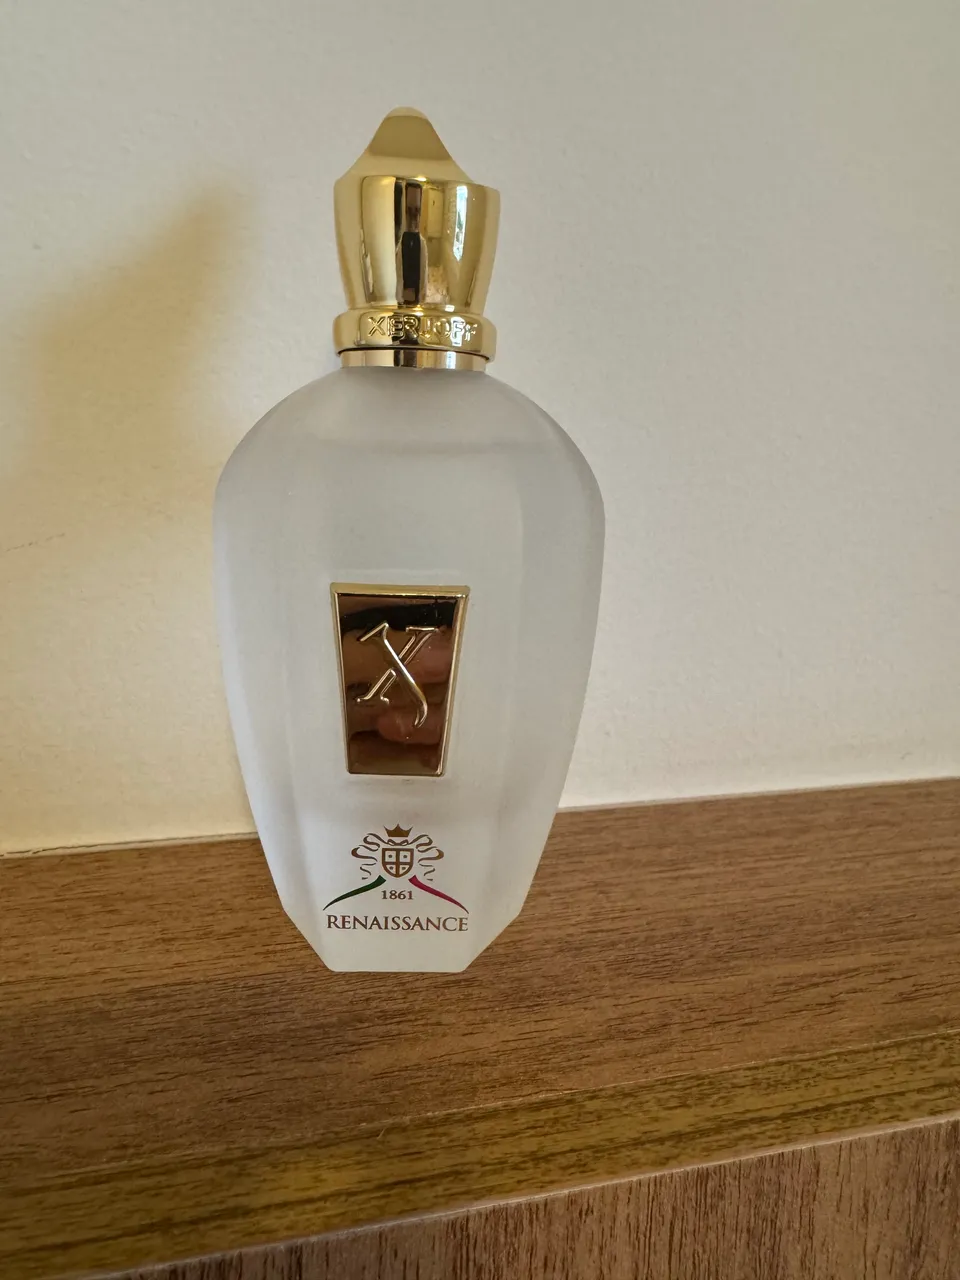 XERJOFF
X
1861
RENAISSANCE